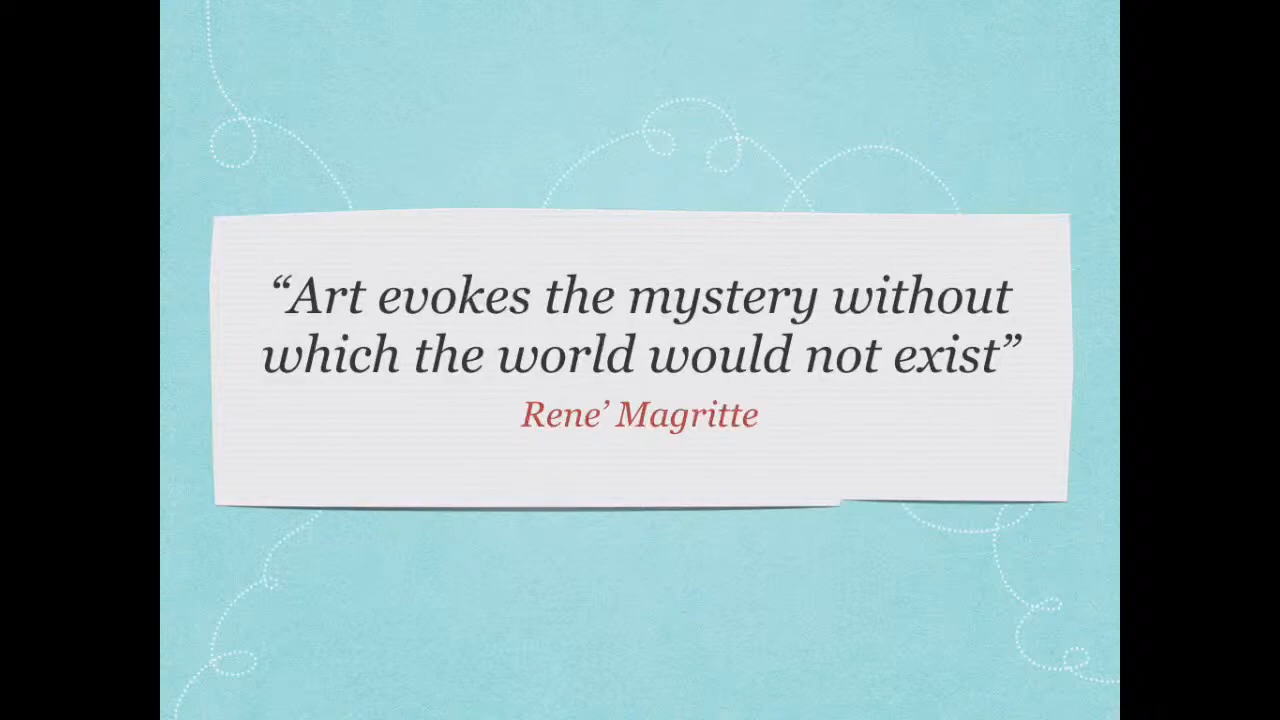 “Art evokes the mystery without
which the world would not exist”
Rene’ Magritte